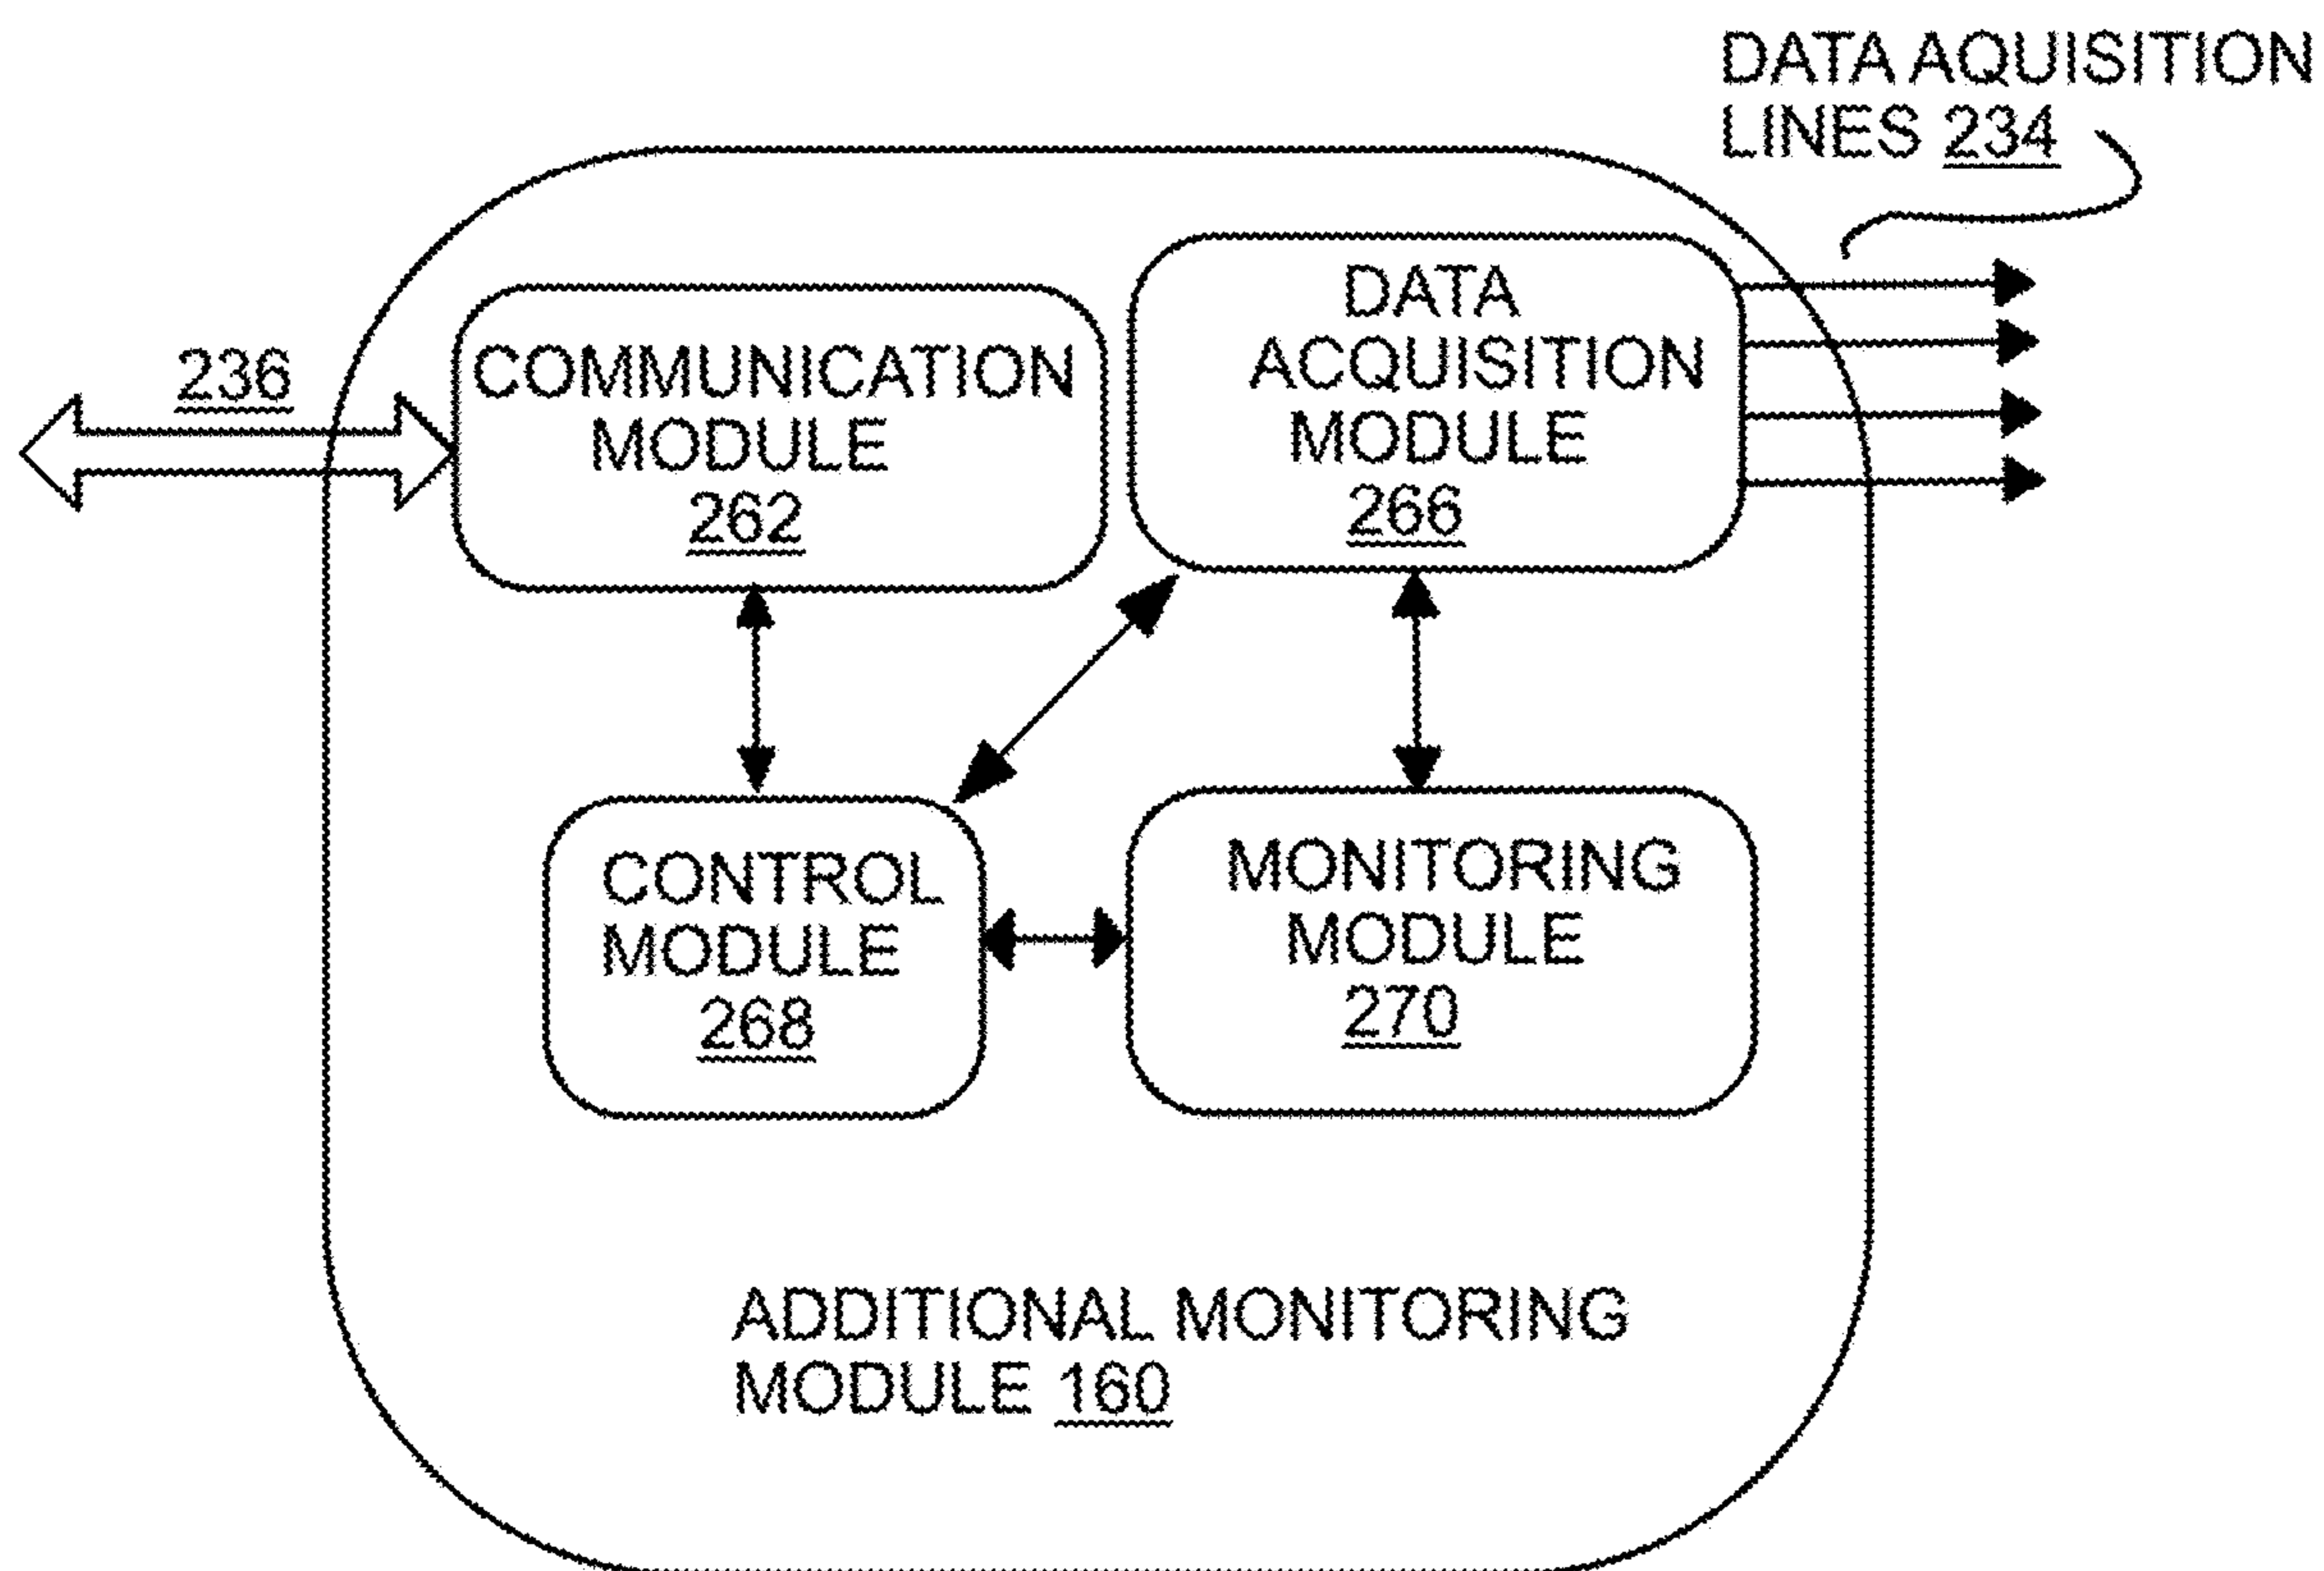 DATA AQUISITION
LINES 234
236
COMMUNICATION
MODULE
262
DATA
ACQUISITION
MODULE
266
CONTROL
MODULE
268
MONITORING
MODULE
270
ADDITIONAL MONITORING
MODULE 160